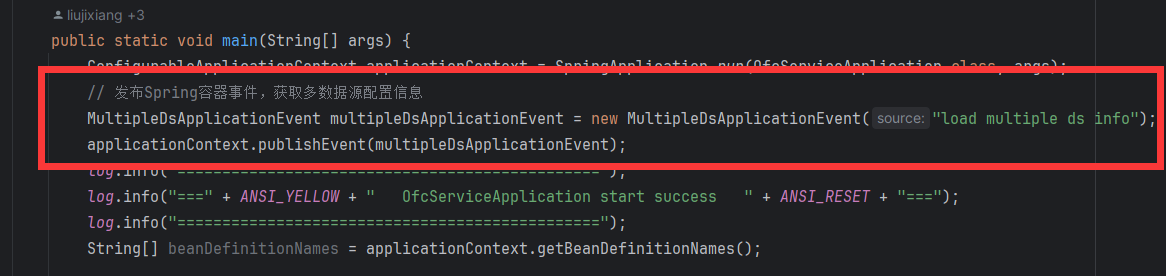 liujixiang +3
public static void main(String[] args) {
ConfigurableApplicationContext applicationContext = SpringApplication.run(OfcServiceApplication.class, args);
// 发布Spring容器事件，获取多数据源配置信息
MultipleDsApplicationEvent multipleDsApplicationEvent = new MultipleDsApplicationEvent( source: "load multiple ds info");
applicationContext.publishEvent(multipleDsApplicationEvent);
log.info("===============================================");
log.info("===" + ANSI_YELLOW + "   OfcServiceApplication start success   " + ANSI_RESET + "===");
log.info("===============================================");
String[] beanDefinitionNames = applicationContext.getBeanDefinitionNames();